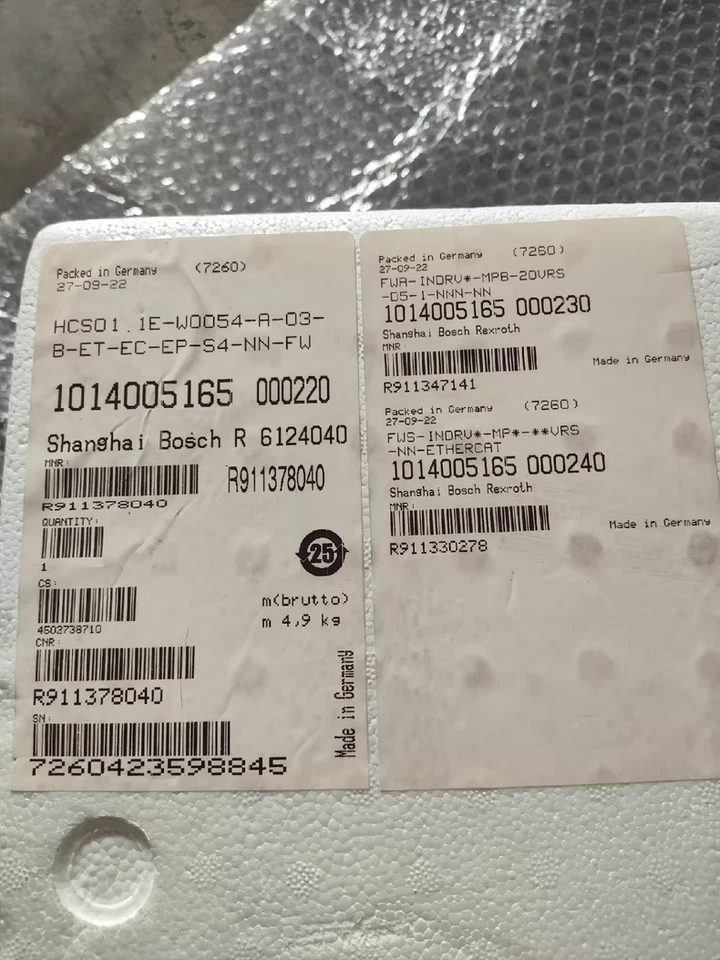 Packed in Germany (7260)
27-09-22
HCS01.1E-W0054-A-03-
B-ET-EC-EP-S4-NN-FW
1014005165 000220
Shanghai Bosch R 6124040
MNR:
R911378040
R911378040
QUANTITY:
1
25
CS:
m(brutto)
m 4,9 kg
4502738710
CNR:
R911378040
Made in Germany
SN:
7260423598845
Packed in Germany (7260)
27-09-22
FWA-INDRV*-MPB-20VRS
-D5-1-NNN-NN
1014005165 000230
Shanghai Bosch Rexroth
MNR:
Made in Germany
R911347141
Packed in Germany (7260)
27-09-22
FWS-INDRV*-MP*-**VRS
-NN-ETHERCAT
1014005165 000240
Shanghai Bosch Rexroth
MNR:
Made in Germany
R911330278